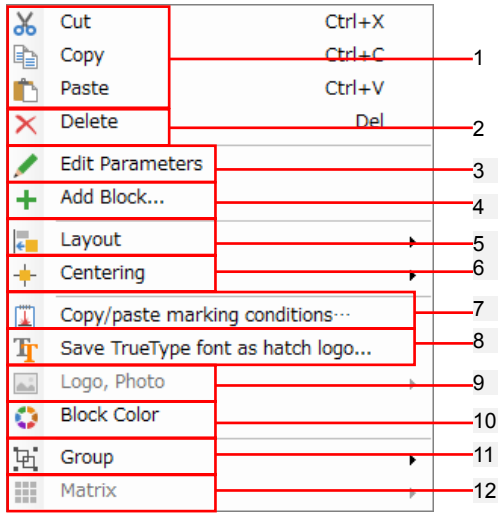 Cut Ctrl+X
Copy Ctrl+C 1
Paste Ctrl+V
Delete Del 2
Edit Parameters 3
Add Block... 4
Layout 5
Centering 6
Copy/paste marking conditions… 7
Save TrueType font as hatch logo... 8
Logo, Photo 9
Block Color 10
Group 11
Matrix 12